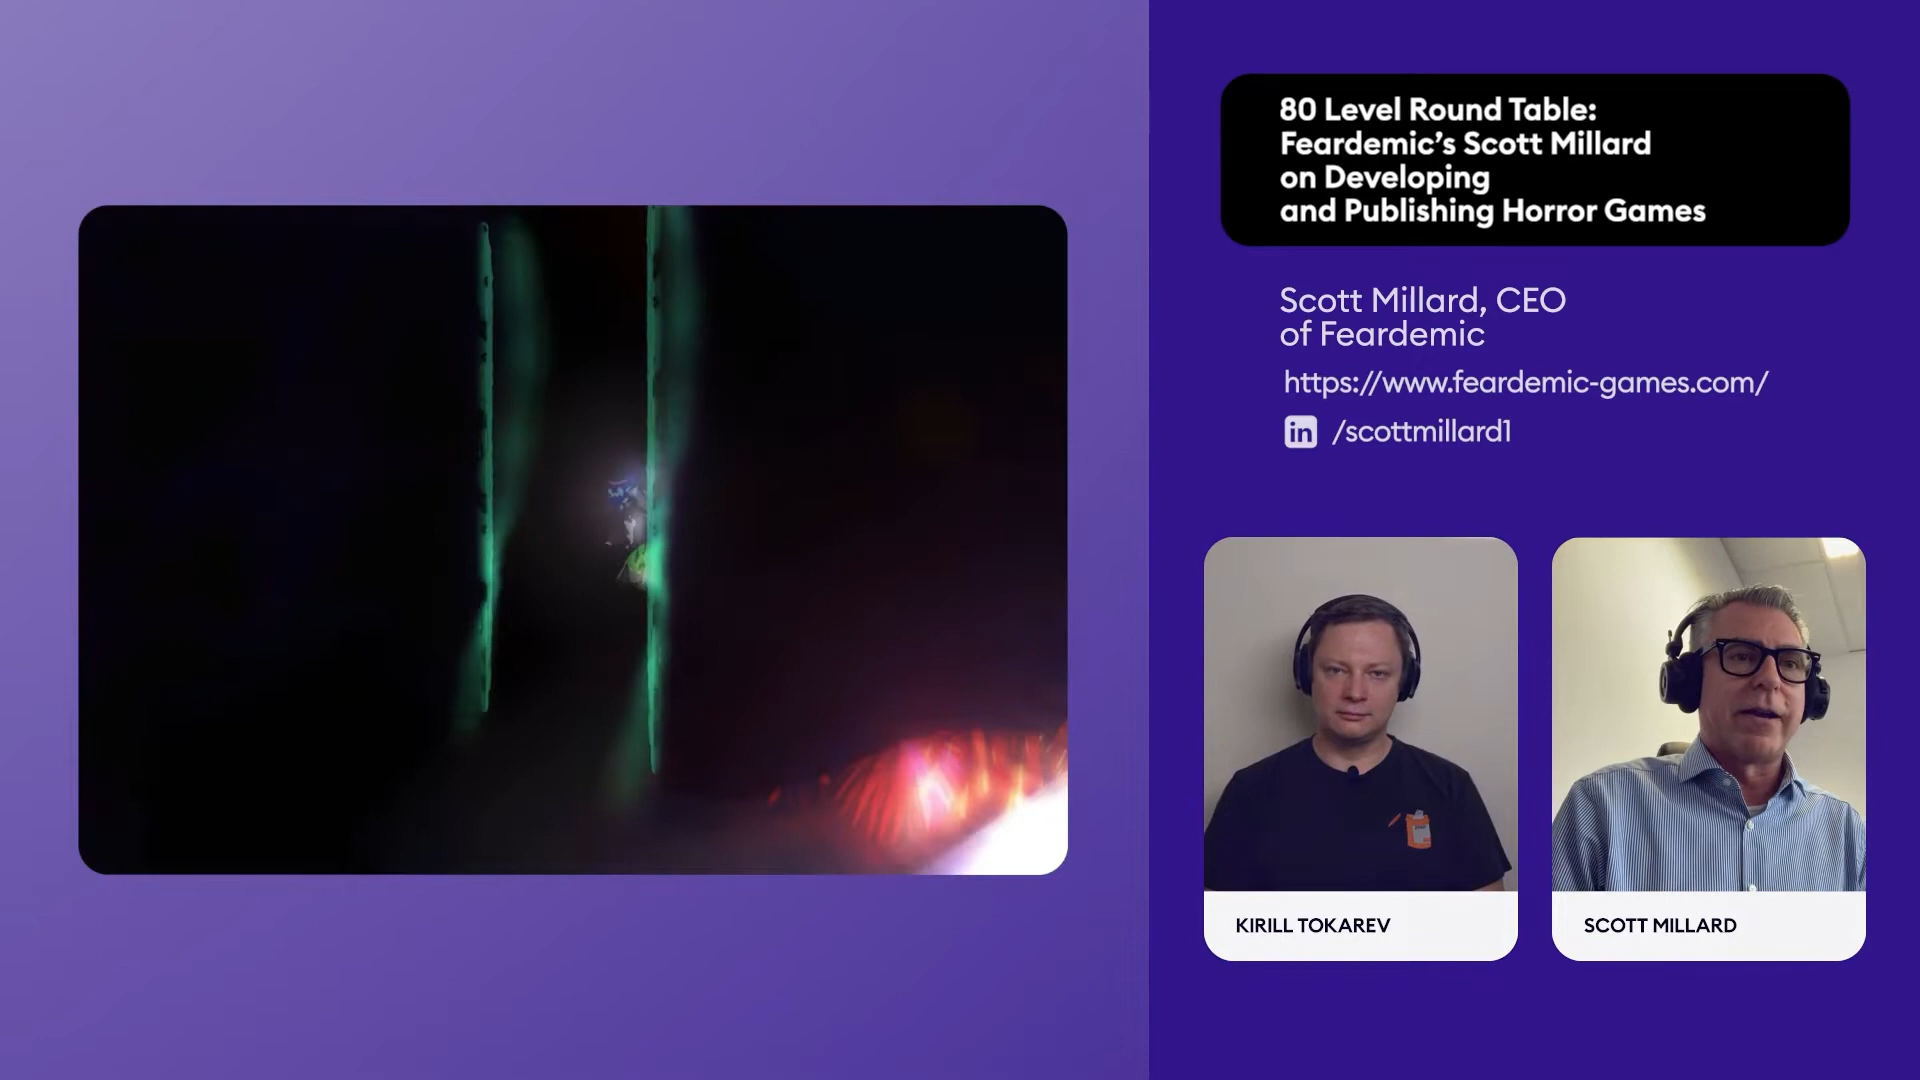 80 Level Round Table:
Feardemic’s Scott Millard
on Developing
and Publishing Horror Games
Scott Millard, CEO
of Feardemic
https://www.feardemic-games.com/
in /scottmillard1
KIRILL TOKAREV
SCOTT MILLARD